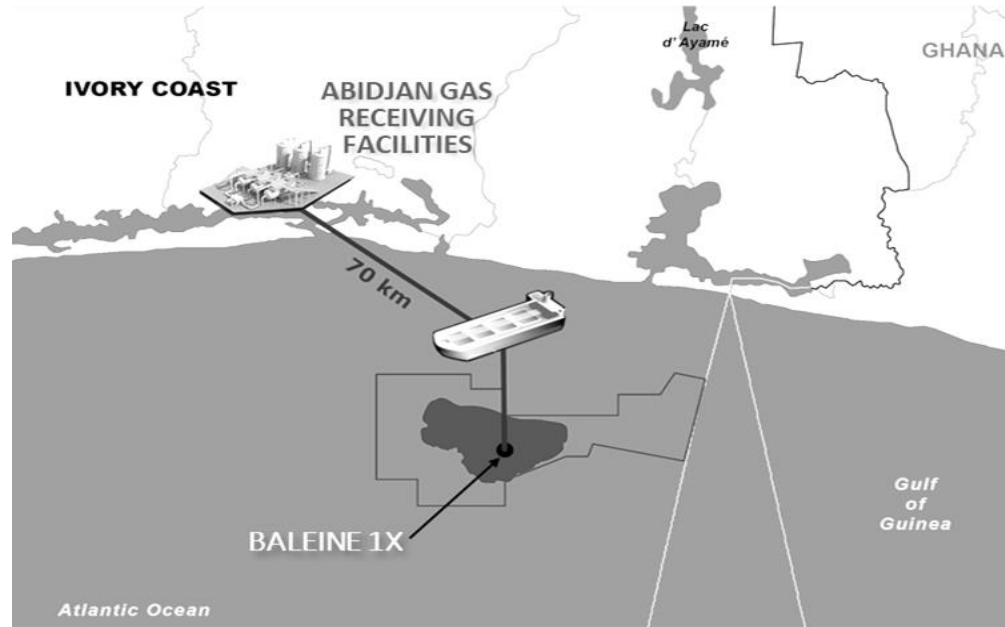 Lac
d' Ayamé
GHANA
IVORY COAST
ABIDJAN GAS
RECEIVING
FACILITIES
70 km
Gulf
of
Guinea
BALEINE 1X
Atlantic Ocean